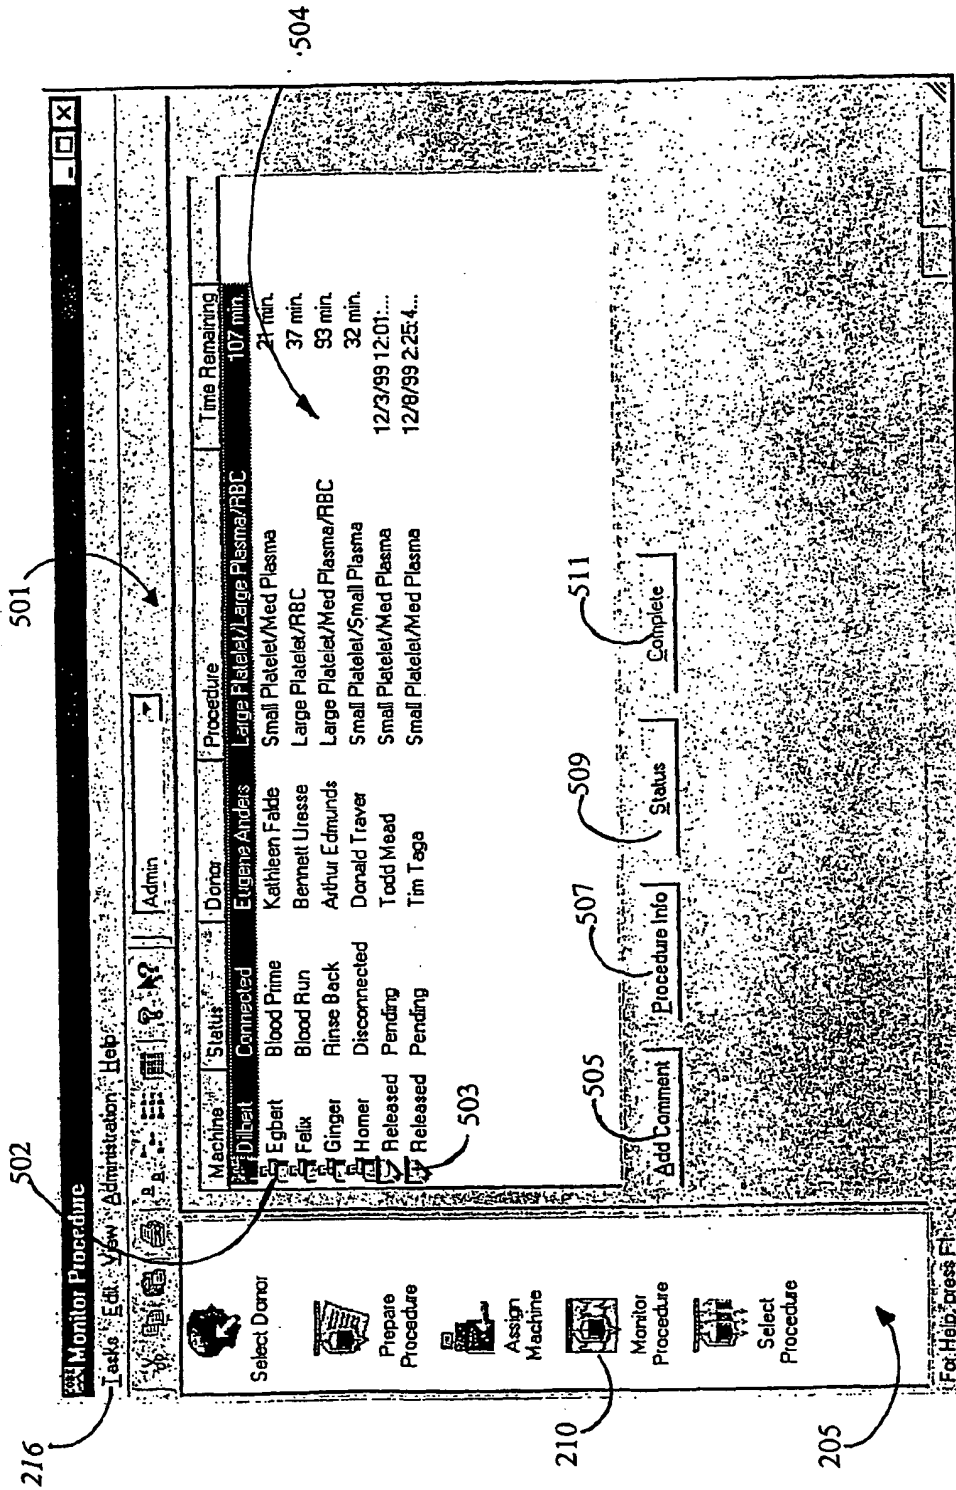 501
502
504
216
Monitor Procedure
Tasks Edit View Administration Help
Admin
Select Donor
Prepare Procedure
Assign Machine
Monitor Procedure
Select Procedure
210
205
Machine Status Donor Procedure Time Remaining
Dilbert Connected Eugene Anders Large Platelet/Large Plasma/RBC 107 min.
Egbert Blood Prime Kathleen Falde Small Platelet/Med Plasma 21 min.
Felix Blood Run Bennett Uresse Large Platelet/RBC 37 min.
Ginger Rinse Back Arthur Edmunds Large Platelet/Med Plasma/RBC 93 min.
Homer Disconnected Donald Traver Small Platelet/Small Plasma 32 min.
Released Pending Todd Mead Small Platelet/Med Plasma 12/3/99 12:01:...
Released Pending Tim Taga Small Platelet/Med Plasma 12/8/99 2:25:4...
503
505
507
509
511
Add Comment Procedure Info Status Complete
For Help, press F1